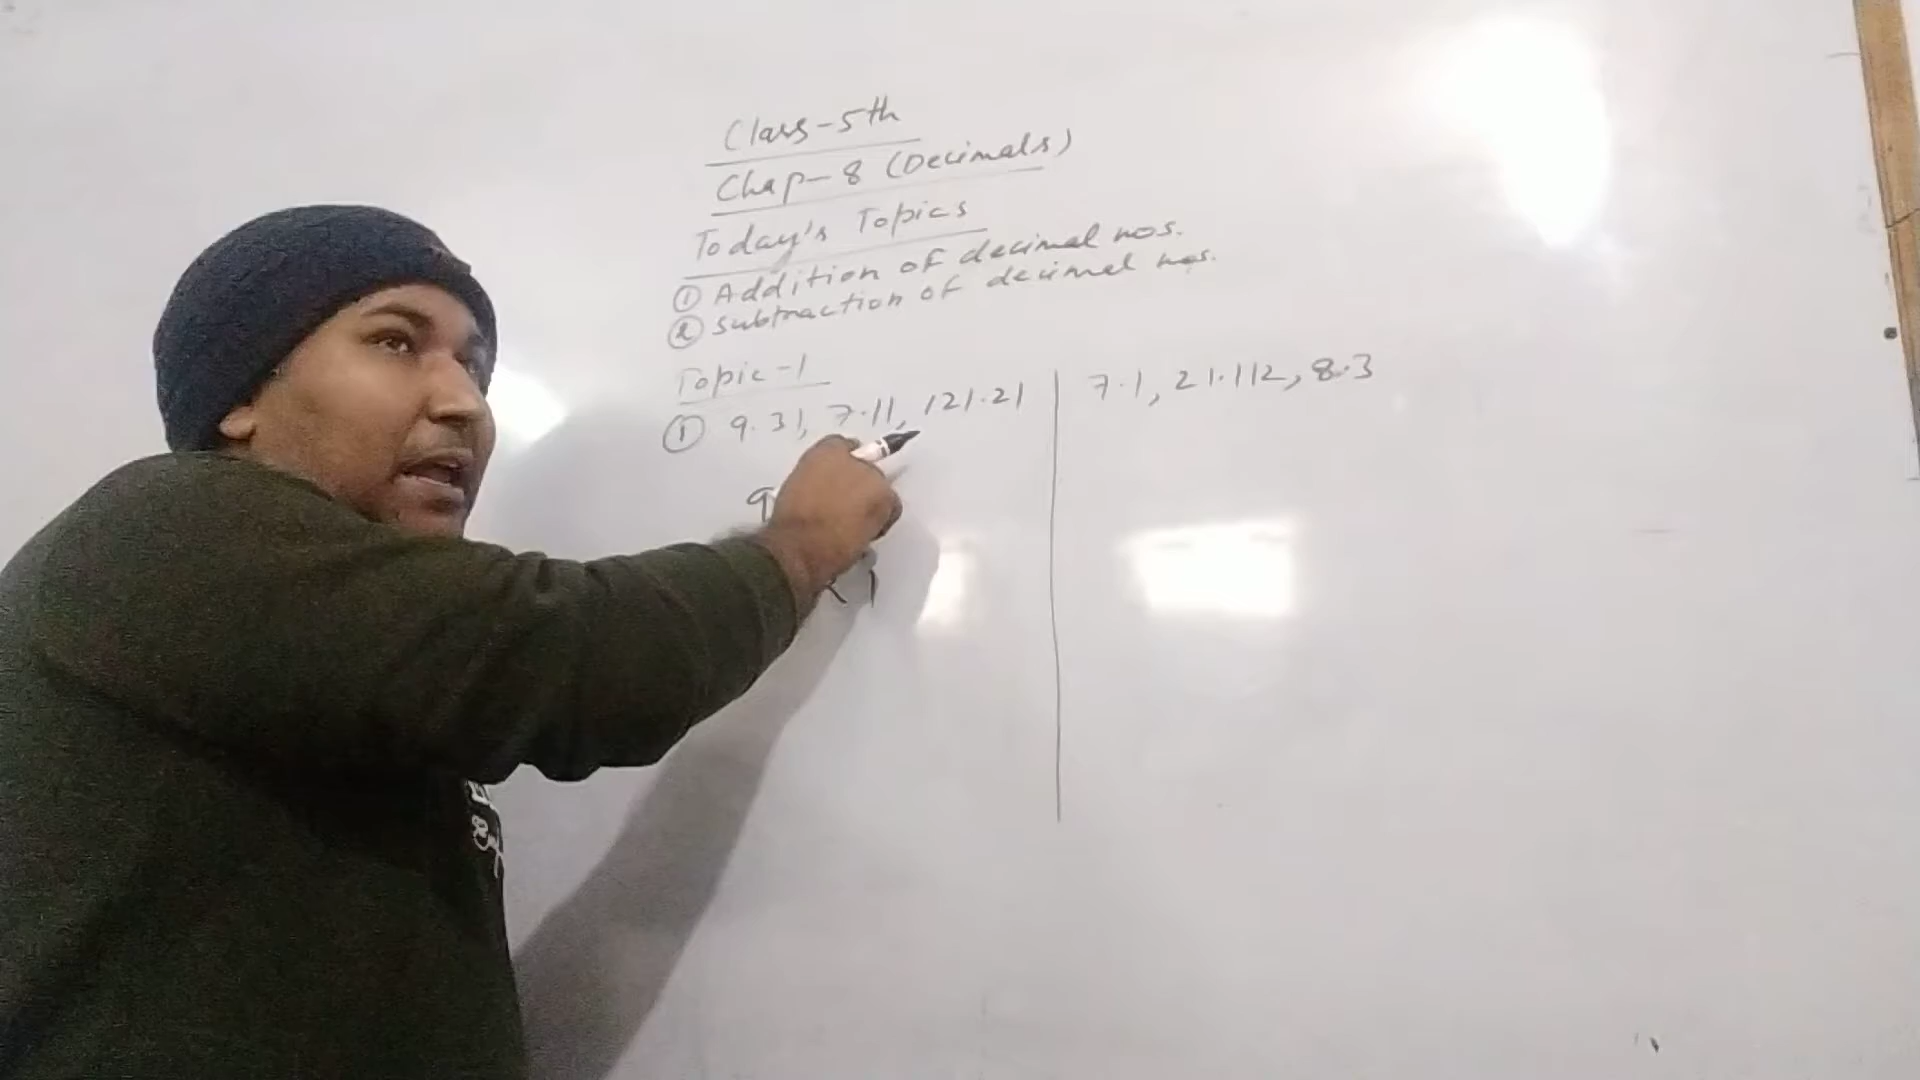 Class-5th
Chap-8 (Decimals)
Today's Topics
① Addition of decimal nos.
② Subtraction of decimal nos.
Topic-1
① 9.31, 7.11, 121.21
7.1, 21.112, 8.3
9